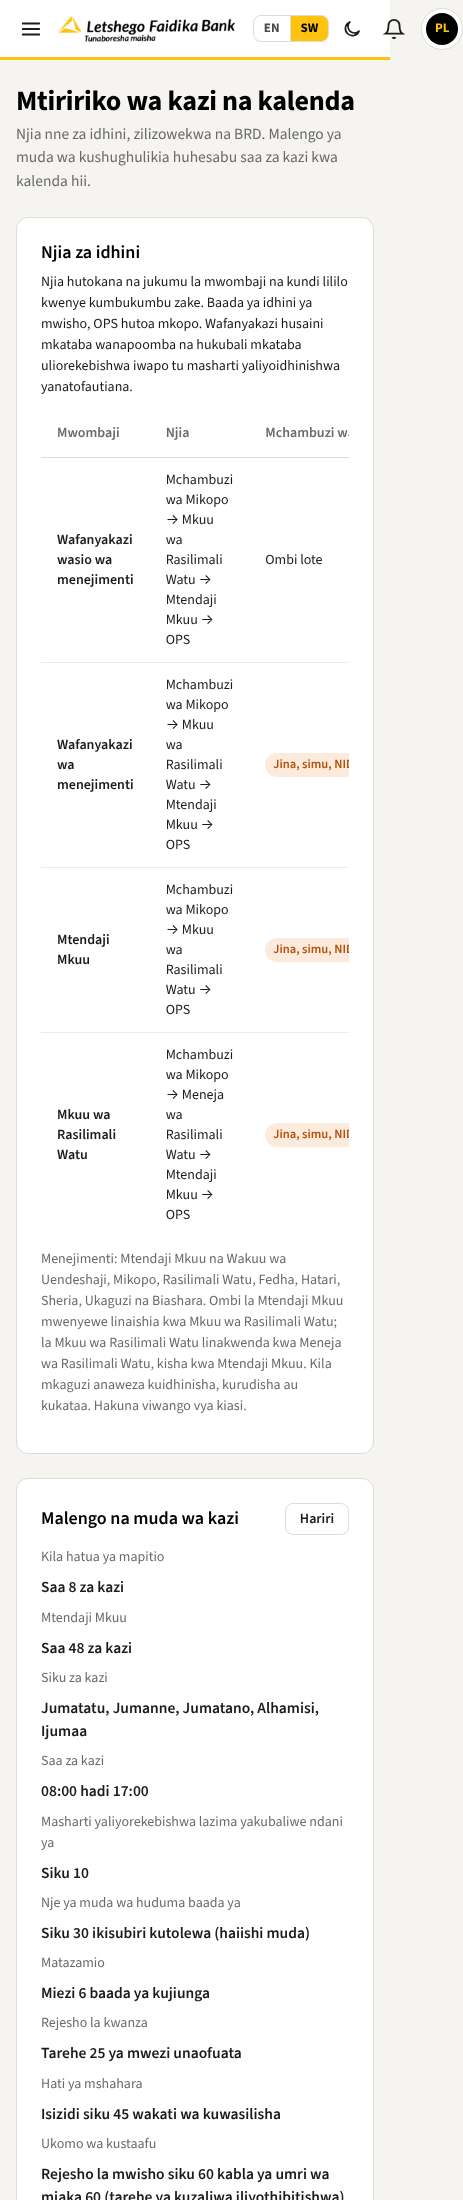 Letshego Faidika Bank
Tunaboresha maisha
EN
SW
PL
Mtiririko wa kazi na kalenda
Njia nne za idhini, zilizowekwa na BRD. Malengo ya
muda wa kushughulikia huhesabu saa za kazi kwa
kalenda hii.
Njia za idhini
Njia hutokana na jukumu la mwombaji na kundi lililo
kwenye kumbukumbu zake. Baada ya idhini ya
mwisho, OPS hutoa mkopo. Wafanyakazi husaini
mkataba wanapoomba na hukubali mkataba
uliorekebishwa iwapo tu masharti yaliyoidhinishwa
yanatofautiana.
Mwombaji
Njia
Mchambuzi
Wafanyakazi
wasio wa
menejimenti
Mchambuzi
wa Mikopo
→ Mkuu
wa
Rasilimali
Watu →
Mtendaji
Mkuu →
OPS
Ombi lote
Wafanyakazi
wa
menejimenti
Mchambuzi
wa Mikopo
→ Mkuu
wa
Rasilimali
Watu →
Mtendaji
Mkuu →
OPS
Jina, simu,
Mtendaji
Mkuu
Mchambuzi
wa Mikopo
→ Mkuu
wa
Rasilimali
Watu →
OPS
Jina, simu,
Mkuu wa
Rasilimali
Watu
Mchambuzi
wa Mikopo
→ Meneja
wa
Rasilimali
Watu →
Mtendaji
Mkuu →
OPS
Jina, simu,
Menejimenti: Mtendaji Mkuu na Wakuu wa
Uendeshaji, Mikopo, Rasilimali Watu, Fedha, Hatari,
Sheria, Ukaguzi na Biashara. Ombi la Mtendaji Mkuu
mwenyewe linaishia kwa Mkuu wa Rasilimali Watu;
la Mkuu wa Rasilimali Watu linakwenda kwa Meneja
wa Rasilimali Watu, kisha kwa Mtendaji Mkuu. Kila
mkaguzi anaweza kuidhinisha, kurudisha au
kukataa. Hakuna viwango vya kiasi.
Malengo na muda wa kazi
Hariri
Kila hatua ya mapitio
Saa 8 za kazi
Mtendaji Mkuu
Saa 48 za kazi
Siku za kazi
Jumatatu, Jumanne, Jumatano, Alhamisi,
Ijumaa
Saa za kazi
08:00 hadi 17:00
Masharti yaliyorekebishwa lazima yakubaliwe ndani
ya
Siku 10
Nje ya muda wa huduma baada ya
Siku 30 ikisubiri kutolewa (haiishi muda)
Matazamio
Miezi 6 baada ya kujiunga
Rejesho la kwanza
Tarehe 25 ya mwezi unaofuata
Hati ya mshahara
Isizidi siku 45 wakati wa kuwasilisha
Ukomo wa kustaafu
Rejesho la mwisho siku 60 kabla ya umri wa
miaka 60 (tarehe ya kuzaliwa iliyothibitishwa)